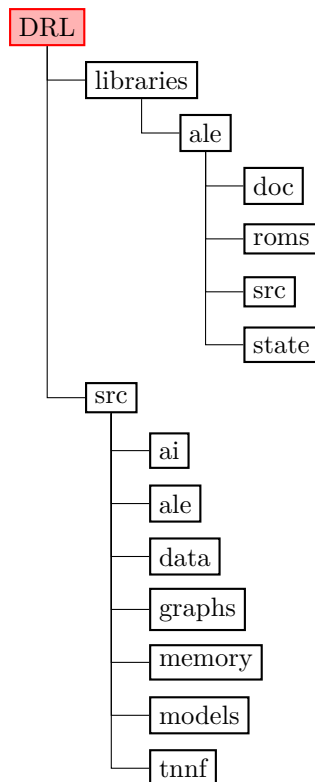 DRL
libraries
ale
doc
roms
src
state
src
ai
ale
data
graphs
memory
models
tnnf